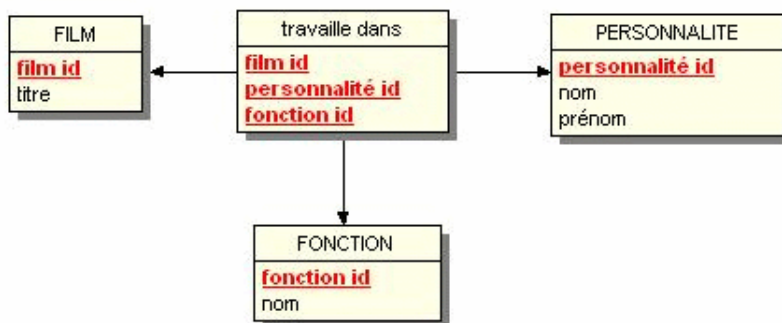 FILM
film id
titre
travaille dans
film id
personnalité id
fonction id
PERSONNALITE
personnalité id
nom
prénom
FONCTION
fonction id
nom